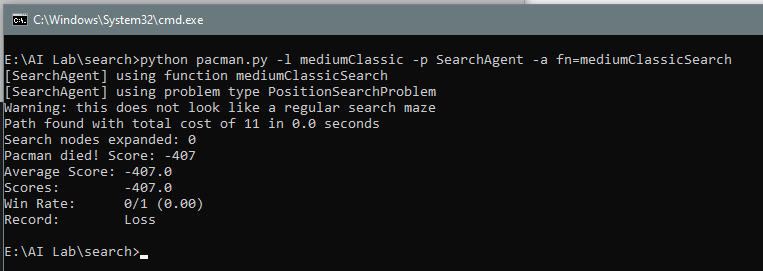 C:\Windows\System32\cmd.exe
E:\AI Lab\search>python pacman.py -l mediumClassic -p SearchAgent -a fn=mediumClassicSearch
[SearchAgent] using function mediumClassicSearch
[SearchAgent] using problem type PositionSearchProblem
Warning: this does not look like a regular search maze
Path found with total cost of 11 in 0.0 seconds
Search nodes expanded: 0
Pacman died! Score: -407
Average Score: -407.0
Scores:        -407.0
Win Rate:      0/1 (0.00)
Record:        Loss
E:\AI Lab\search>